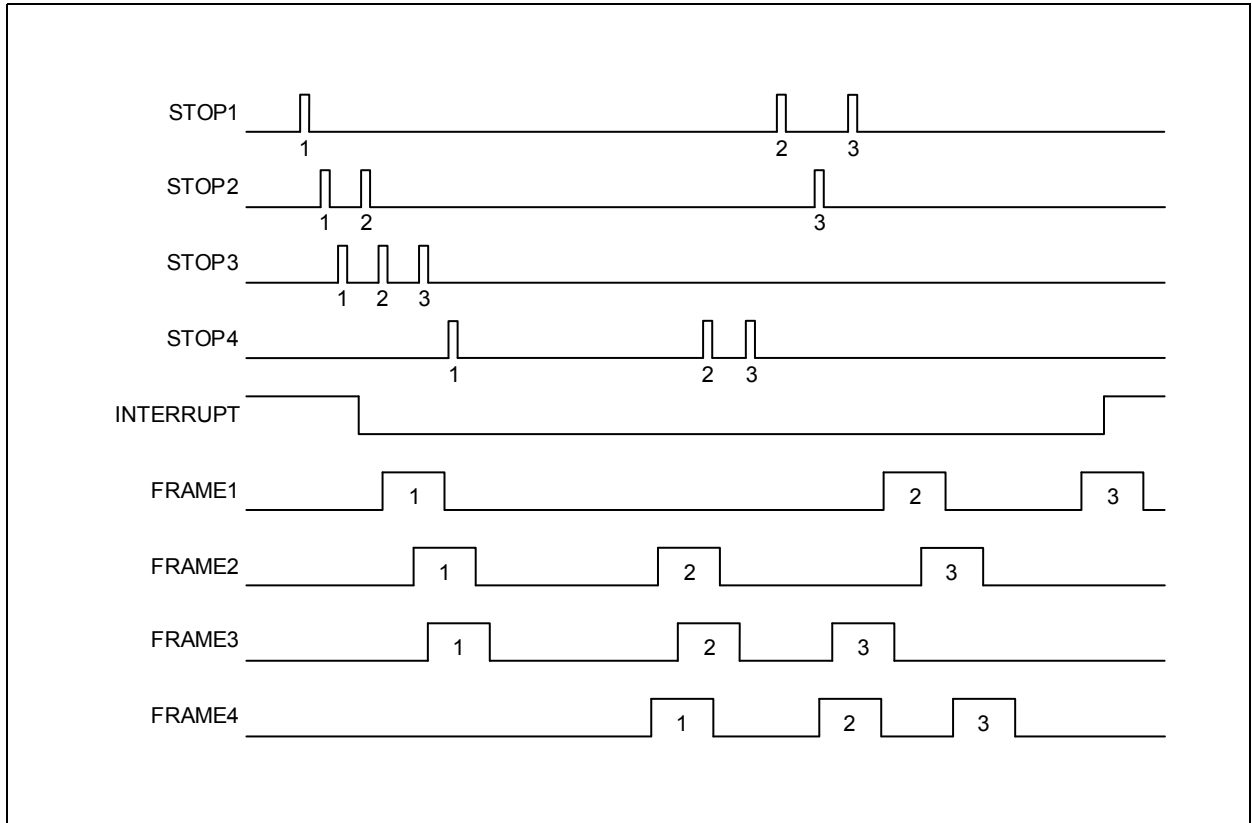 STOP1
1 2 3
STOP2
1 2 3
STOP3
1 2 3
STOP4
1 2 3
INTERRUPT
FRAME1 1 2 3
FRAME2 1 2 3
FRAME3 1 2 3
FRAME4 1 2 3